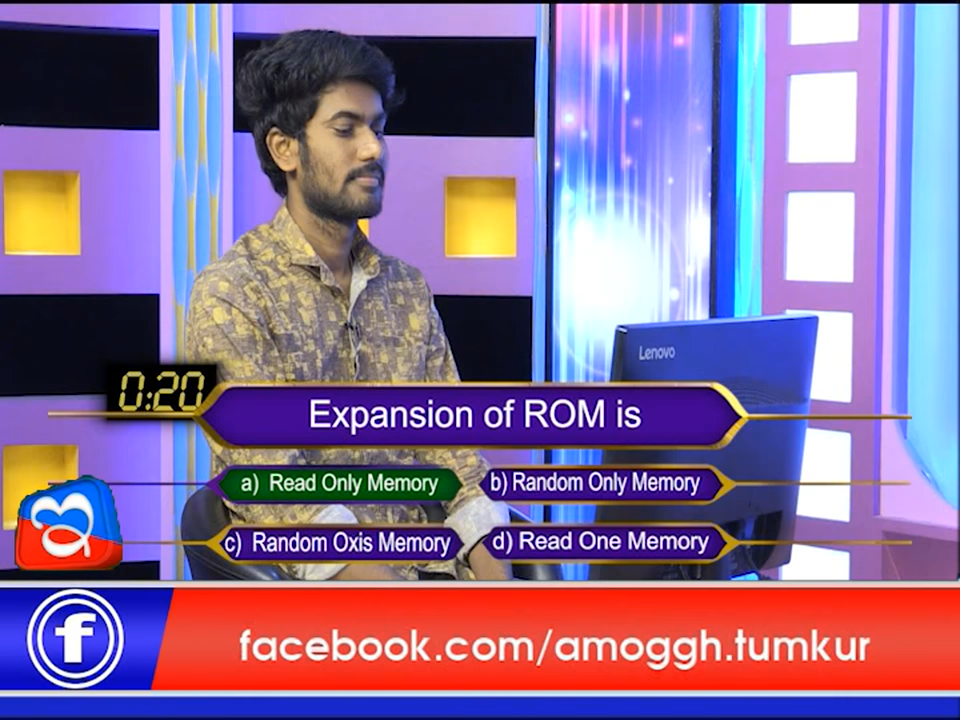 Lenovo
0:20
Expansion of ROM is
a) Read Only Memory
b) Random Only Memory
c) Random Oxis Memory
d) Read One Memory
f
facebook.com/amoggh.tumkur